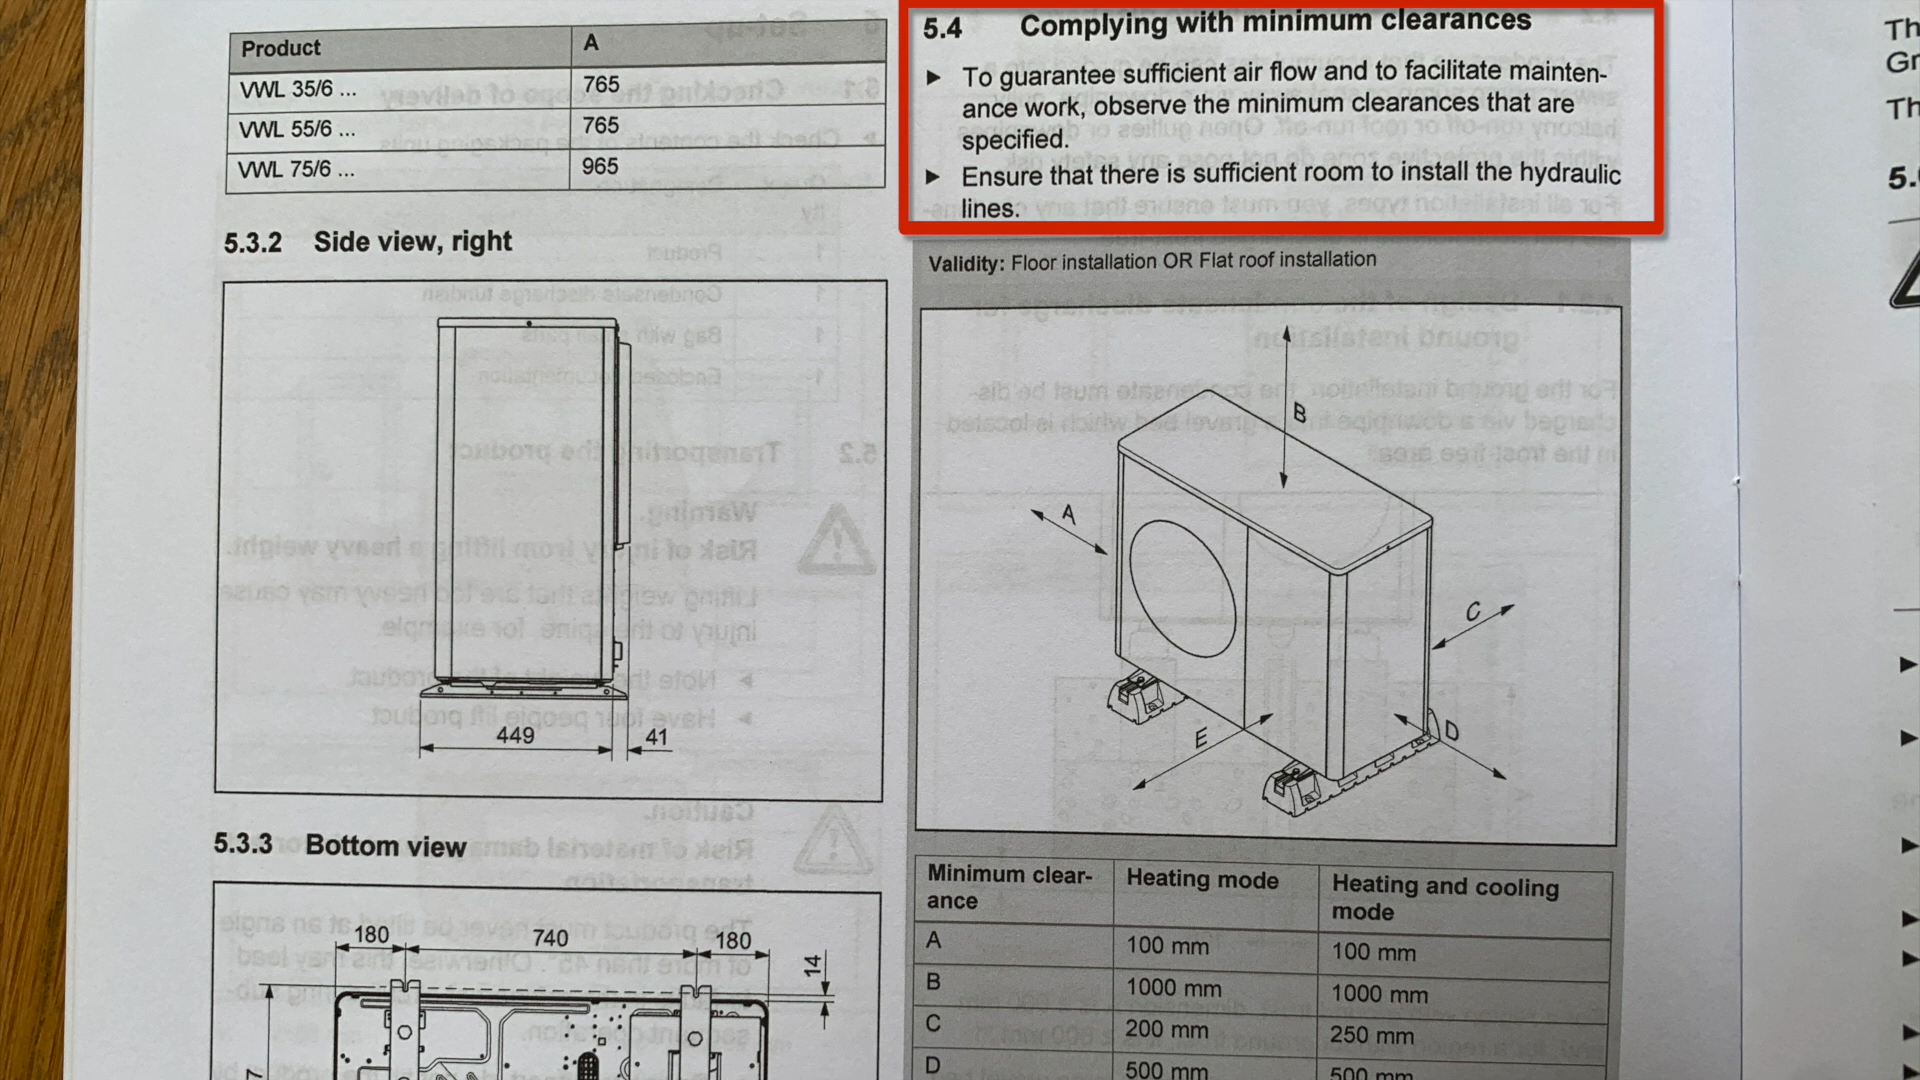 Product A
VWL 35/6 ... 765
VWL 55/6 ... 765
VWL 75/6 ... 965
5.3.2 Side view, right
449
41
5.3.3 Bottom view
180
740
180
14
5.4 Complying with minimum clearances
► To guarantee sufficient air flow and to facilitate mainten-
ance work, observe the minimum clearances that are
specified.
► Ensure that there is sufficient room to install the hydraulic
lines.
Validity: Floor installation OR Flat roof installation
B
A
C
E
D
Minimum clear-
ance
Heating mode
Heating and cooling
mode
A 100 mm 100 mm
B 1000 mm 1000 mm
C 200 mm 250 mm
D 500 mm 500 mm
Th
Gr
Th
5.